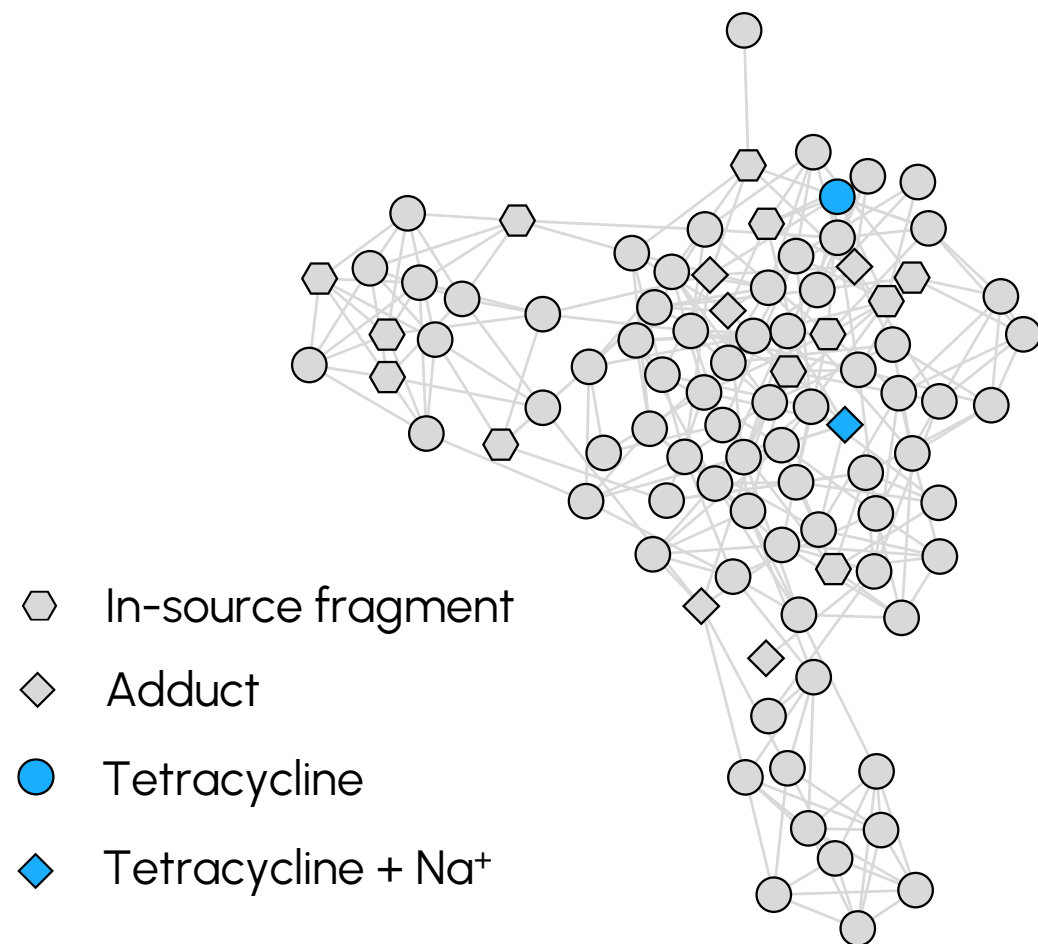 In-source fragment
Adduct
Tetracycline
Tetracycline + Na⁺